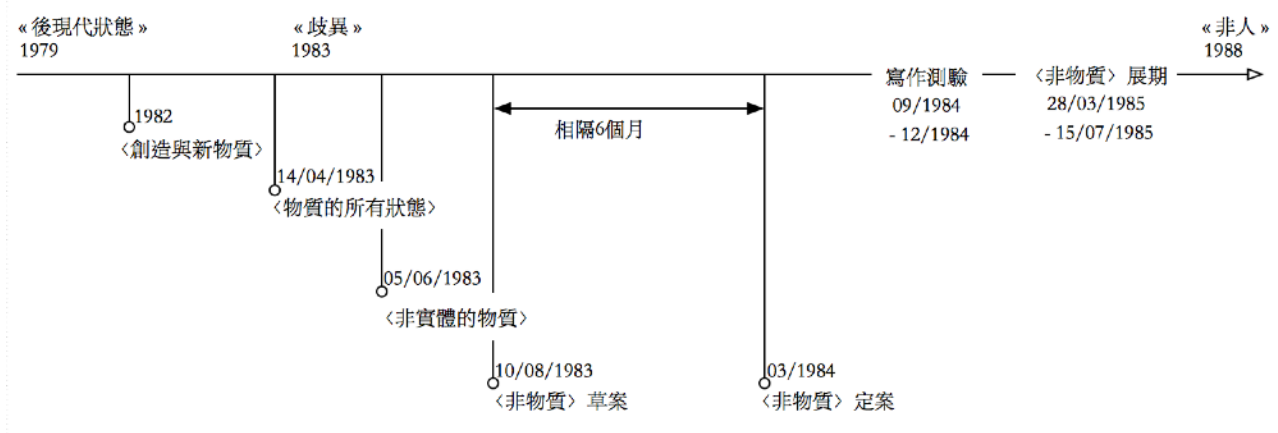 «後現代狀態»
1979
«歧異»
1983
«非人»
1988
1982
〈創造與新物質〉
14/04/1983
〈物質的所有狀態〉
05/06/1983
〈非實體的物質〉
10/08/1983
〈非物質〉草案
相隔6個月
03/1984
〈非物質〉定案
寫作測驗
09/1984
- 12/1984
〈非物質〉展期
28/03/1985
- 15/07/1985